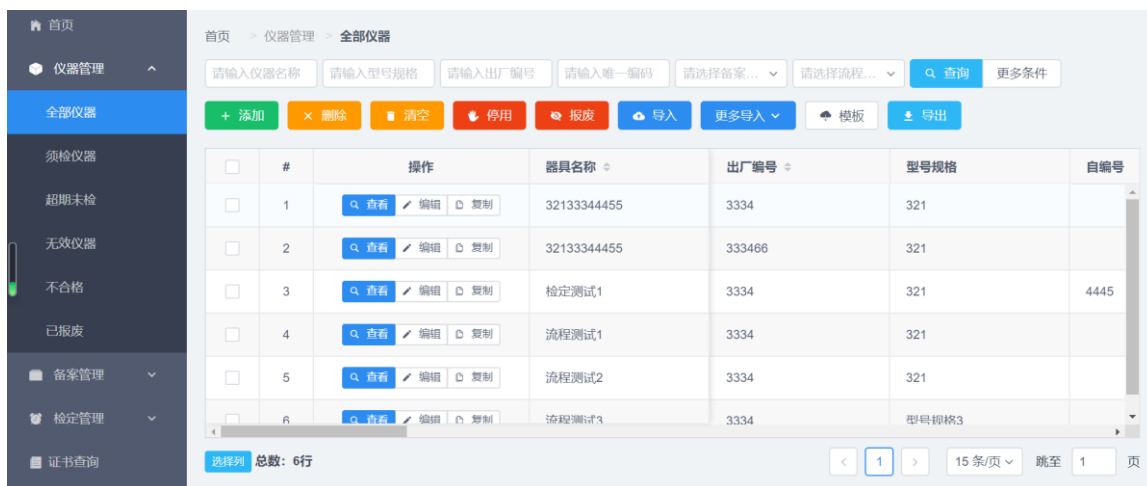 首页
仪器管理
全部仪器
须检仪器
超期未检
无效仪器
不合格
已报废
备案管理
检定管理
证书查询
首页 > 仪器管理 > 全部仪器
请输入仪器名称 请输入型号规格 请输入出厂编号 请输入唯一编码 请选择备案... 请选择流程... 查询 更多条件
+ 添加 × 删除 清空 停用 报废 导入 更多导入 模板 导出
# 操作 器具名称 出厂编号 型号规格 自编号
1 查看 编辑 复制 32133344455 3334 321
2 查看 编辑 复制 32133344455 333466 321
3 查看 编辑 复制 检定测试1 3334 321 4445
4 查看 编辑 复制 流程测试1 3334 321
5 查看 编辑 复制 流程测试2 3334 321
6 查看 编辑 复制 流程测试3 3334 型号规格3
选择列 总数：6行 < 1 > 15 条/页 跳至 1 页